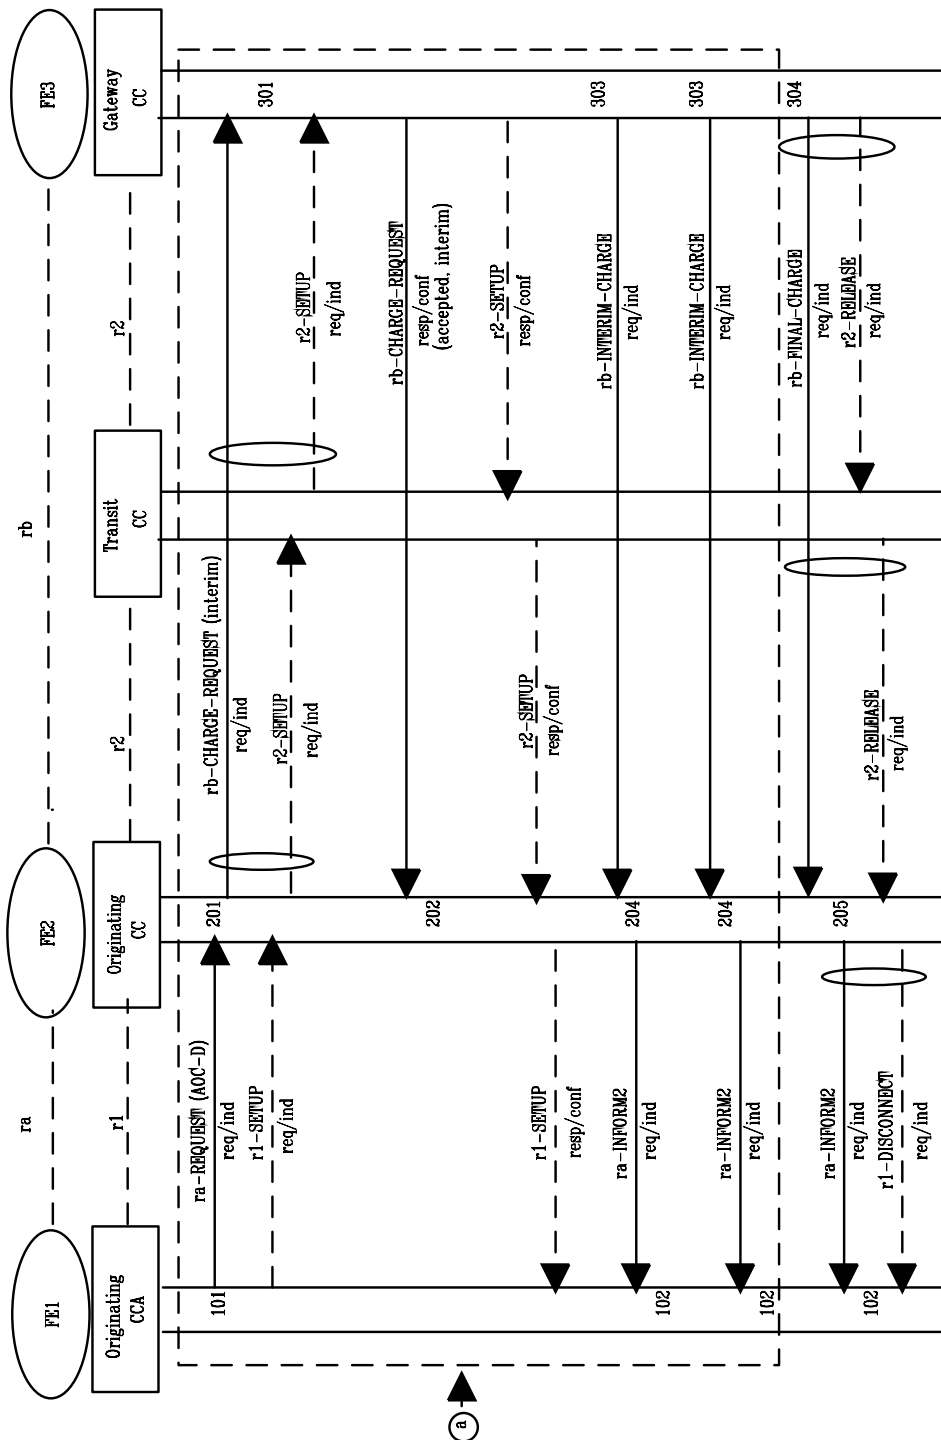 FE1
FE2
FE3
ra
rb
Originating
CCA
r1
Originating
CC
r2
Transit
CC
r2
Gateway
CC
101
ra-REQUEST (AOC-D)
req/ind
201
rb-CHARGE-REQUEST (interim)
req/ind
301
r1-SETUP
req/ind
r2-SETUP
req/ind
r2-SETUP
req/ind
202
rb-CHARGE-REQUEST
resp/conf
(accepted, interim)
r2-SETUP
resp/conf
r2-SETUP
resp/conf
r1-SETUP
resp/conf
303
rb-INTERIM-CHARGE
req/ind
204
ra-INFORM2
req/ind
102
303
rb-INTERIM-CHARGE
req/ind
204
ra-INFORM2
req/ind
102
304
rb-FINAL-CHARGE
req/ind
r2-RELEASE
req/ind
205
r2-RELEASE
req/ind
ra-INFORM2
req/ind
102
r1-DISCONNECT
req/ind
a